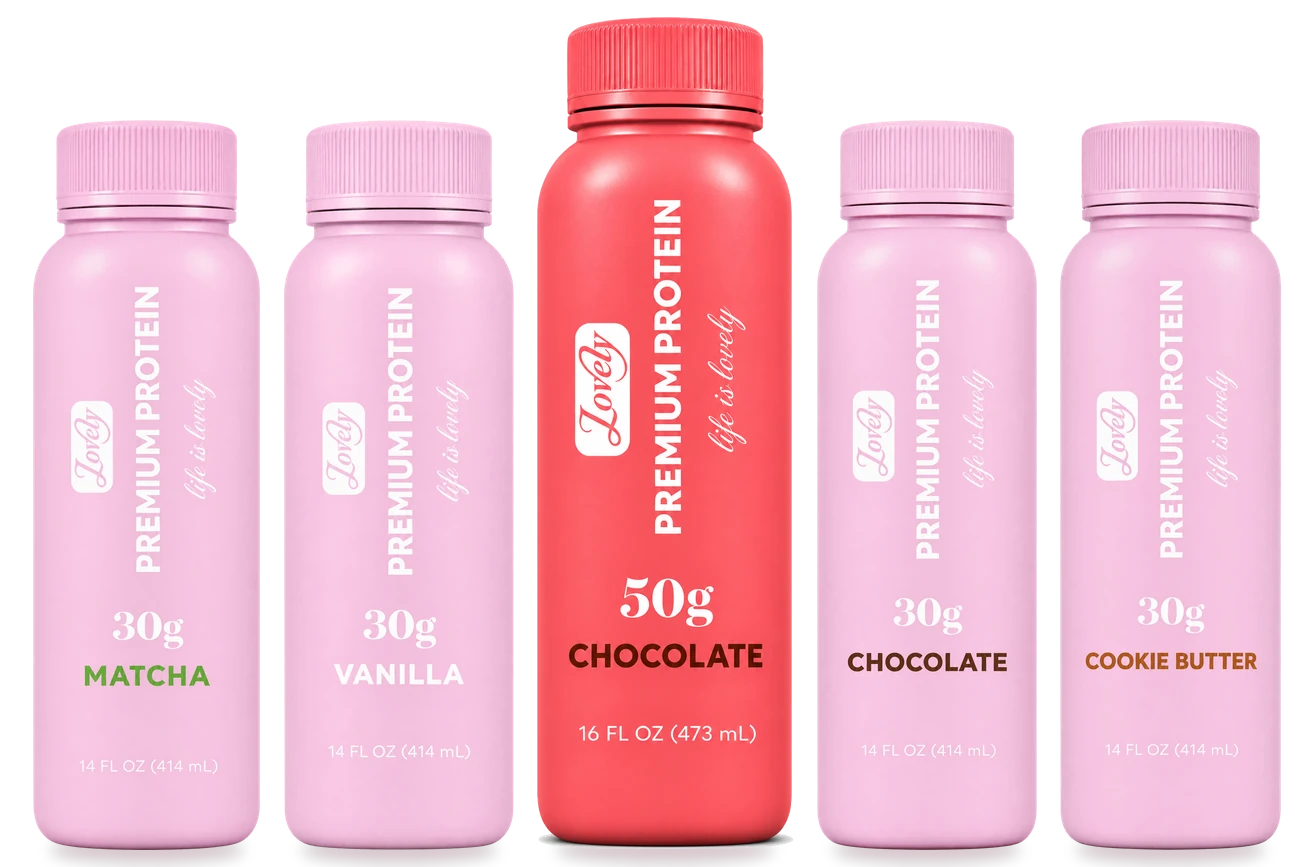 Lovely
PREMIUM PROTEIN
life is lovely
30g
MATCHA
14 FL OZ (414 mL)
Lovely
PREMIUM PROTEIN
life is lovely
30g
VANILLA
14 FL OZ (414 mL)
Lovely
PREMIUM PROTEIN
life is lovely
50g
CHOCOLATE
16 FL OZ (473 mL)
Lovely
PREMIUM PROTEIN
life is lovely
30g
CHOCOLATE
14 FL OZ (414 mL)
Lovely
PREMIUM PROTEIN
life is lovely
30g
COOKIE BUTTER
14 FL OZ (414 mL)